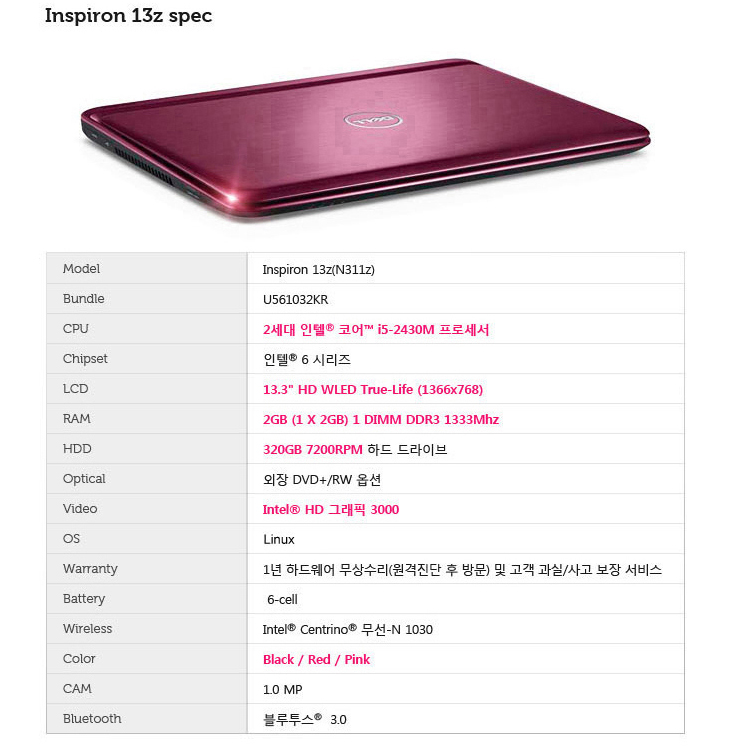 Inspiron 13z spec
DELL
Model Inspiron 13z(N311z)
Bundle U561032KR
CPU 2세대 인텔® 코어™ i5-2430M 프로세서
Chipset 인텔® 6 시리즈
LCD 13.3" HD WLED True-Life (1366x768)
RAM 2GB (1 X 2GB) 1 DIMM DDR3 1333Mhz
HDD 320GB 7200RPM 하드 드라이브
Optical 외장 DVD+/RW 옵션
Video Intel® HD 그래픽 3000
OS Linux
Warranty 1년 하드웨어 무상수리(원격진단 후 방문) 및 고객 과실/사고 보장 서비스
Battery 6-cell
Wireless Intel® Centrino® 무선-N 1030
Color Black / Red / Pink
CAM 1.0 MP
Bluetooth 블루투스® 3.0